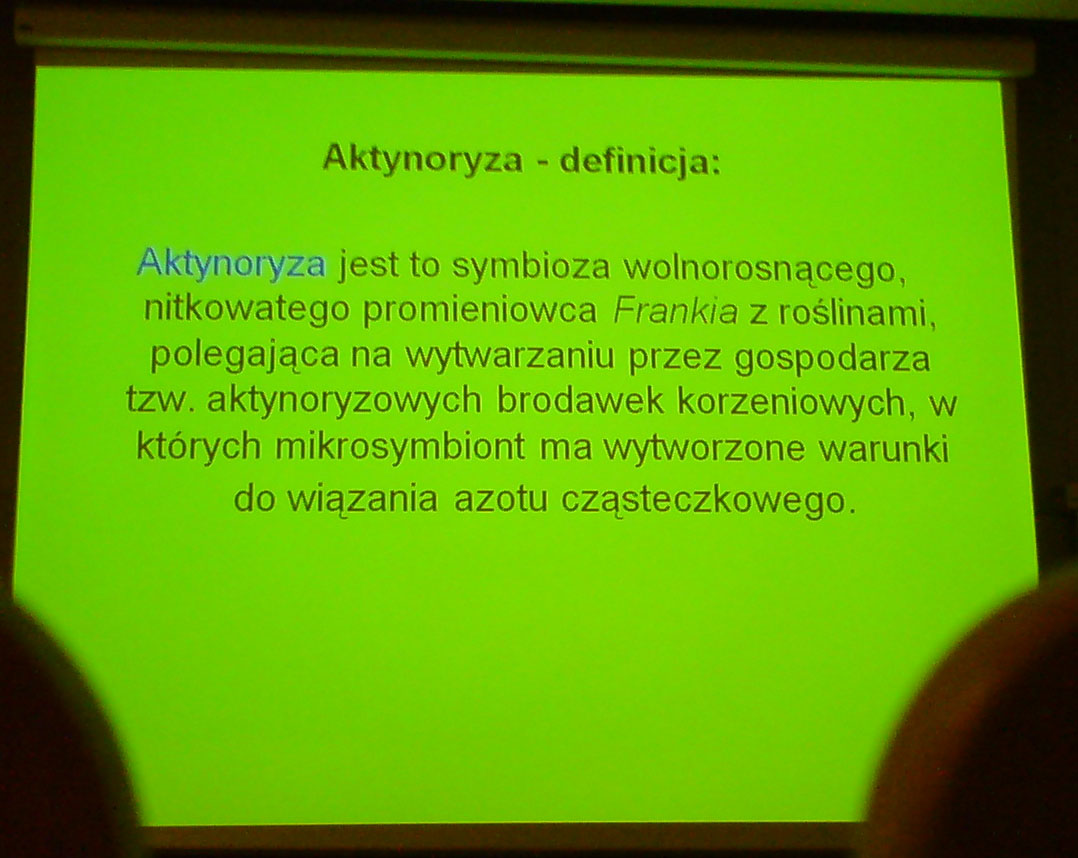 Aktynoryza - definicja:
Aktynoryza jest to symbioza wolnorosnącego,
nitkowatego promieniowca Frankia z roślinami,
polegająca na wytwarzaniu przez gospodarza
tzw. aktynoryzowych brodawek korzeniowych, w
których mikrosymbiont ma wytworzone warunki
do wiązania azotu cząsteczkowego.